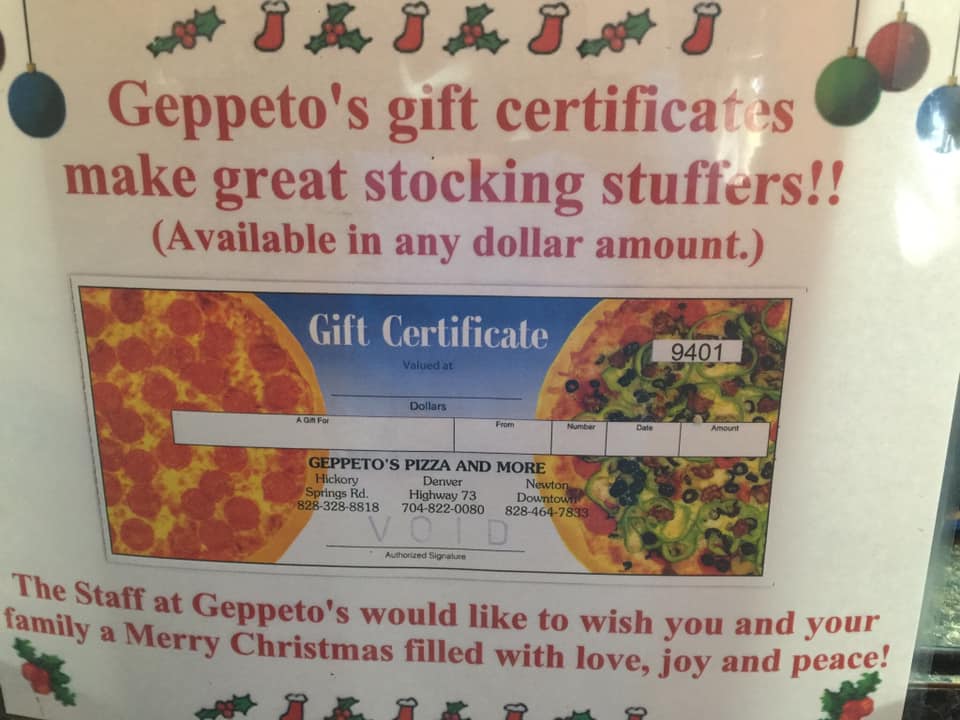 Geppeto's gift certificates
make great stocking stuffers!!
(Available in any dollar amount.)
Gift Certificate
9401
Valued at
Dollars
A Gift For From Number Date Amount
GEPPETO'S PIZZA AND MORE
Hickory Denver Newton
Springs Rd. Highway 73 Downtown
828-328-8818 704-822-0080 828-464-7833
VOID
Authorized Signature
The Staff at Geppeto's would like to wish you and your
family a Merry Christmas filled with love, joy and peace!